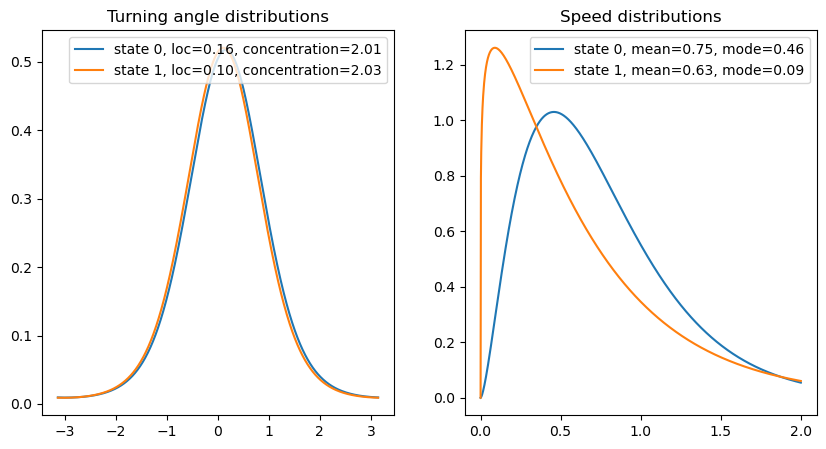 Turning angle distributions
state 0, loc=0.16, concentration=2.01
state 1, loc=0.10, concentration=2.03
0.5
0.4
0.3
0.2
0.1
0.0
−3 −2 −1 0 1 2 3
Speed distributions
state 0, mean=0.75, mode=0.46
state 1, mean=0.63, mode=0.09
1.2
1.0
0.8
0.6
0.4
0.2
0.0
0.0 0.5 1.0 1.5 2.0